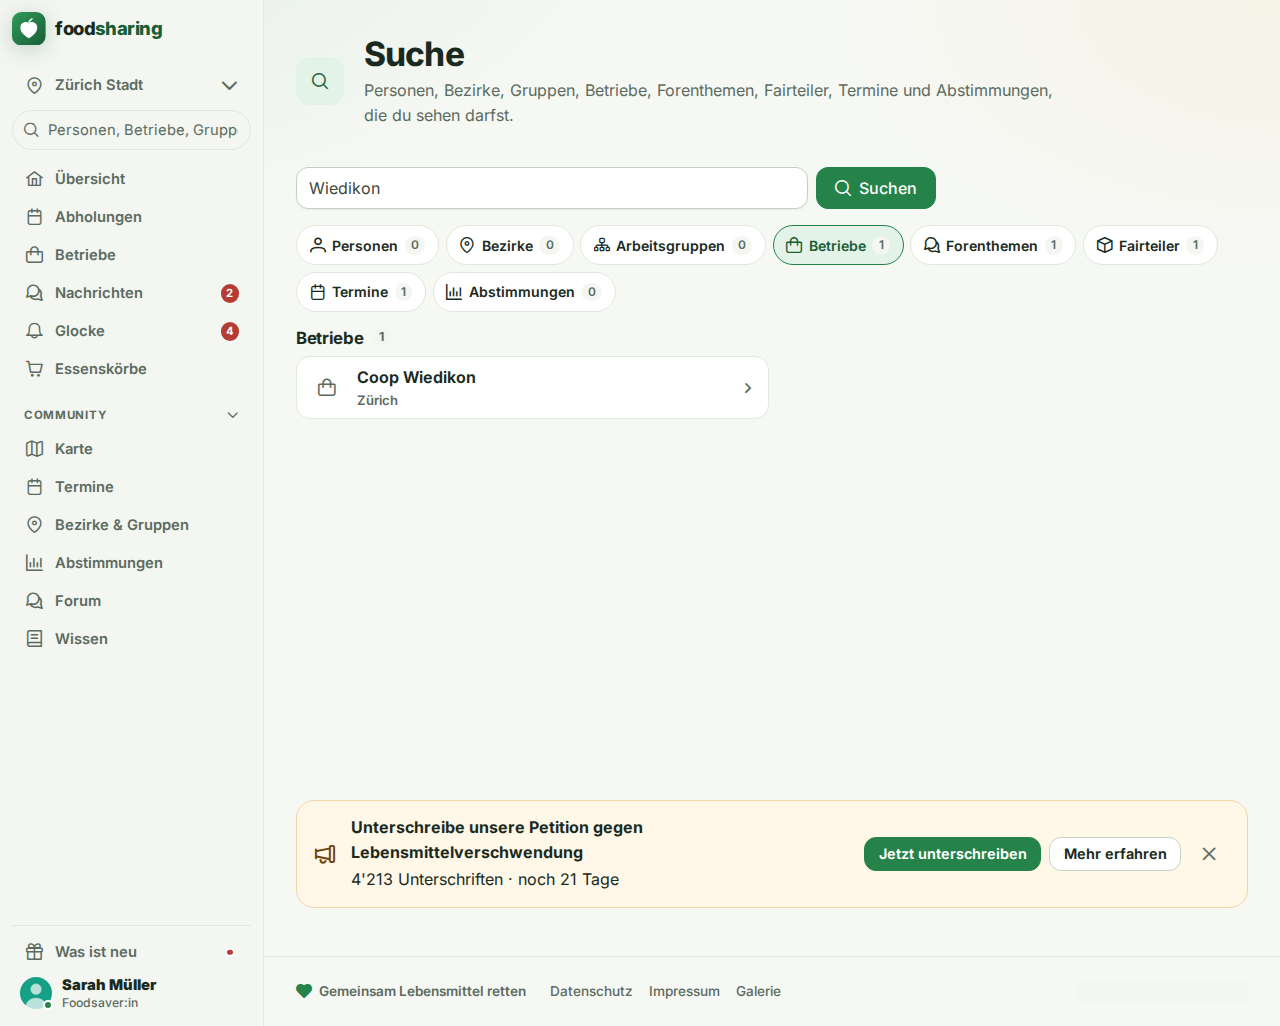 foodsharing
Zürich Stadt
Personen, Betriebe, Grupp
Übersicht
Abholungen
Betriebe
Nachrichten 2
Glocke 4
Essenskörbe
COMMUNITY
Karte
Termine
Bezirke & Gruppen
Abstimmungen
Forum
Wissen
Was ist neu
Sarah Müller
Foodsaver:in
Suche
Personen, Bezirke, Gruppen, Betriebe, Forenthemen, Fairteiler, Termine und Abstimmungen,
die du sehen darfst.
Wiedikon Suchen
Personen 0 Bezirke 0 Arbeitsgruppen 0 Betriebe 1 Forenthemen 1 Fairteiler 1
Termine 1 Abstimmungen 0
Betriebe 1
Coop Wiedikon
Zürich
Unterschreibe unsere Petition gegen
Lebensmittelverschwendung
4'213 Unterschriften · noch 21 Tage
Jetzt unterschreiben Mehr erfahren
Gemeinsam Lebensmittel retten Datenschutz Impressum Galerie